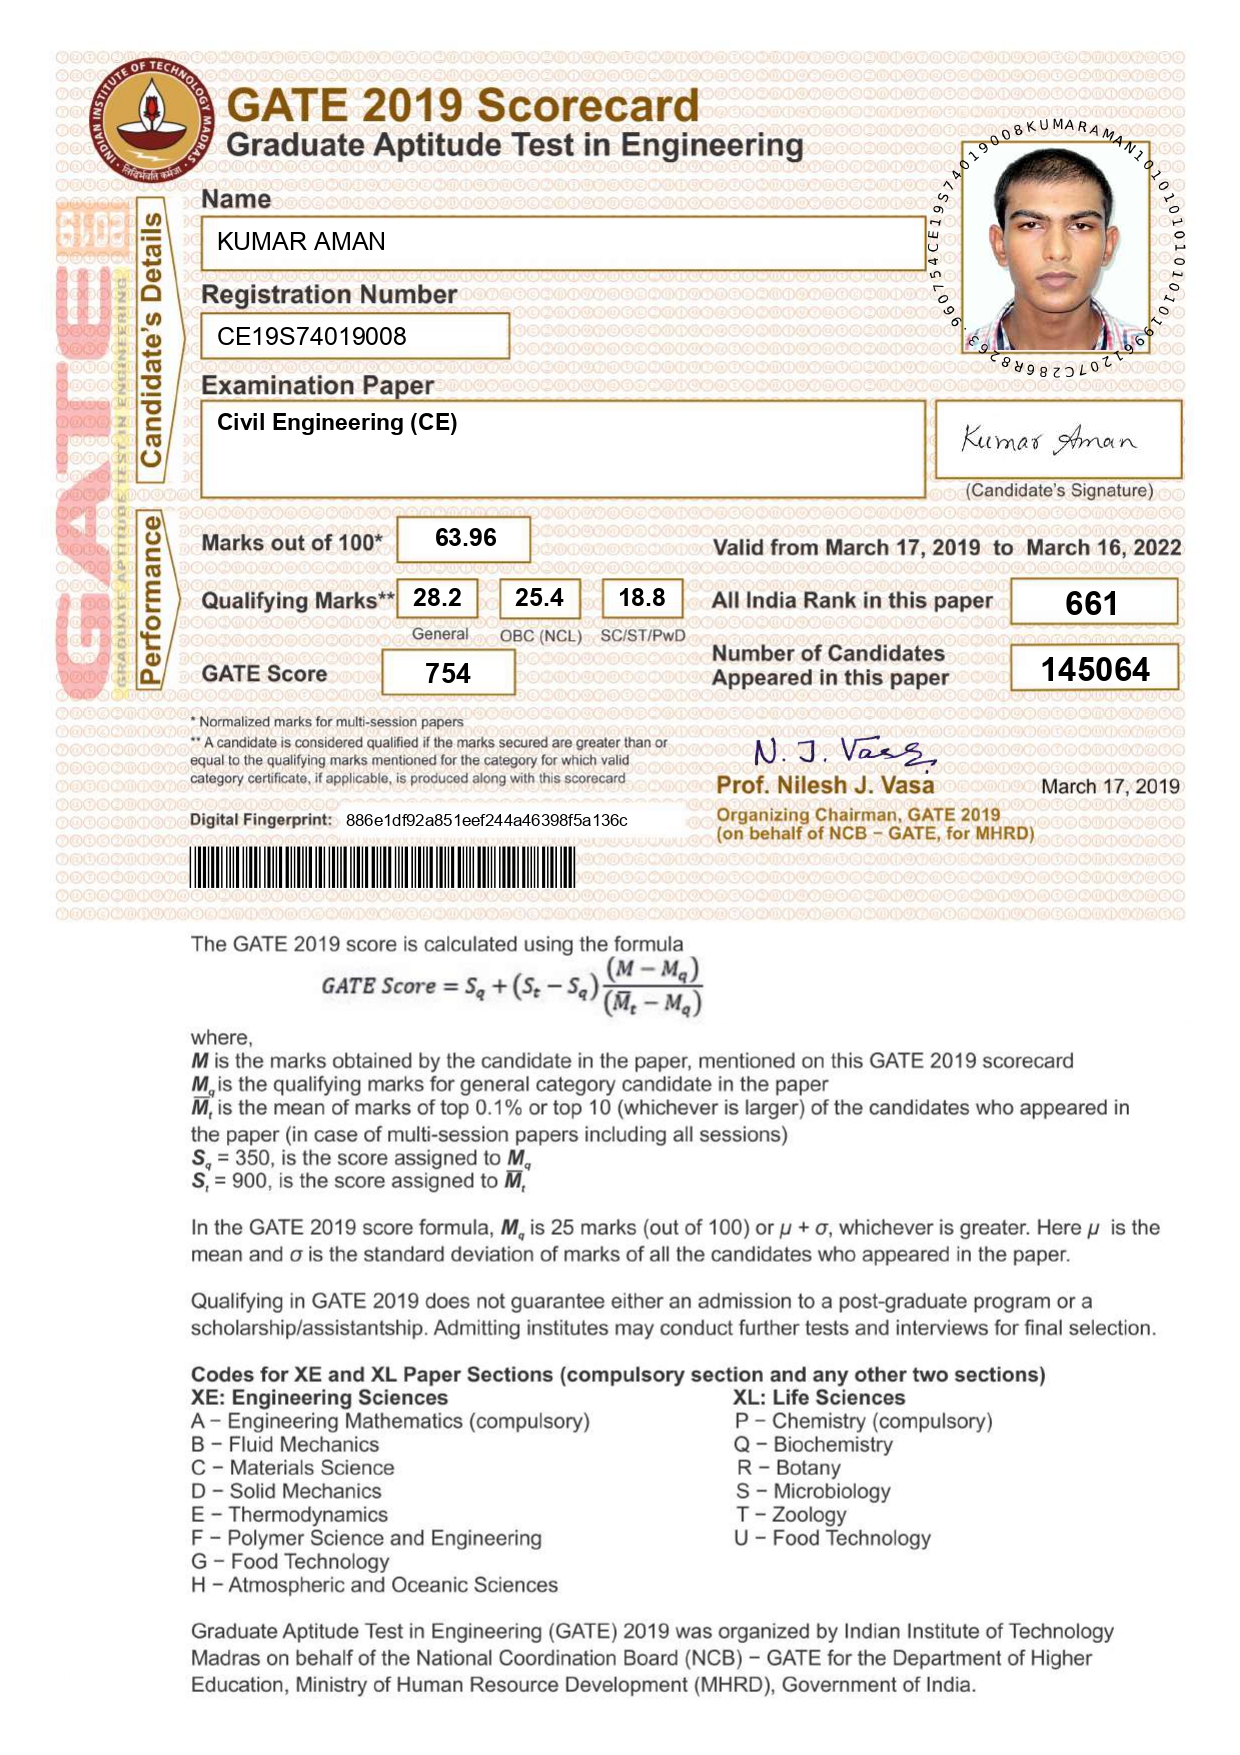 INDIAN INSTITUTE OF TECHNOLOGY MADRAS
GATE 2019 Scorecard
Graduate Aptitude Test in Engineering
GATE
GRADUATE APTITUDE TEST IN ENGINEERING
Candidate's Details
Name
KUMAR AMAN
Registration Number
CE19S74019008
Examination Paper
Civil Engineering (CE)
Kumar Aman
(Candidate's Signature)
Performance
Marks out of 100* 63.96
Valid from March 17, 2019 to March 16, 2022
Qualifying Marks** 28.2 25.4 18.8
General OBC (NCL) SC/ST/PwD
All India Rank in this paper 661
GATE Score 754
Number of Candidates
Appeared in this paper 145064
* Normalized marks for multi-session papers
** A candidate is considered qualified if the marks secured are greater than or
equal to the qualifying marks mentioned for the category for which valid
category certificate, if applicable, is produced along with this scorecard
N. J. Vasa
Prof. Nilesh J. Vasa
March 17, 2019
Organizing Chairman, GATE 2019
(on behalf of NCB − GATE, for MHRD)
Digital Fingerprint: 886e1df92a851eef244a46398f5a136c
The GATE 2019 score is calculated using the formula
GATE Score = S_q + (S_t − S_q) (M − M_q) / (M̅_t − M_q)
where,
M is the marks obtained by the candidate in the paper, mentioned on this GATE 2019 scorecard
M_q is the qualifying marks for general category candidate in the paper
M̅_t is the mean of marks of top 0.1% or top 10 (whichever is larger) of the candidates who appeared in
the paper (in case of multi-session papers including all sessions)
S_q = 350, is the score assigned to M_q
S_t = 900, is the score assigned to M̅_t
In the GATE 2019 score formula, M_q is 25 marks (out of 100) or μ + σ, whichever is greater. Here μ is the
mean and σ is the standard deviation of marks of all the candidates who appeared in the paper.
Qualifying in GATE 2019 does not guarantee either an admission to a post-graduate program or a
scholarship/assistantship. Admitting institutes may conduct further tests and interviews for final selection.
Codes for XE and XL Paper Sections (compulsory section and any other two sections)
XE: Engineering Sciences
A − Engineering Mathematics (compulsory)
B − Fluid Mechanics
C − Materials Science
D − Solid Mechanics
E − Thermodynamics
F − Polymer Science and Engineering
G − Food Technology
H − Atmospheric and Oceanic Sciences
XL: Life Sciences
P − Chemistry (compulsory)
Q − Biochemistry
R − Botany
S − Microbiology
T − Zoology
U − Food Technology
Graduate Aptitude Test in Engineering (GATE) 2019 was organized by Indian Institute of Technology
Madras on behalf of the National Coordination Board (NCB) − GATE for the Department of Higher
Education, Ministry of Human Resource Development (MHRD), Government of India.